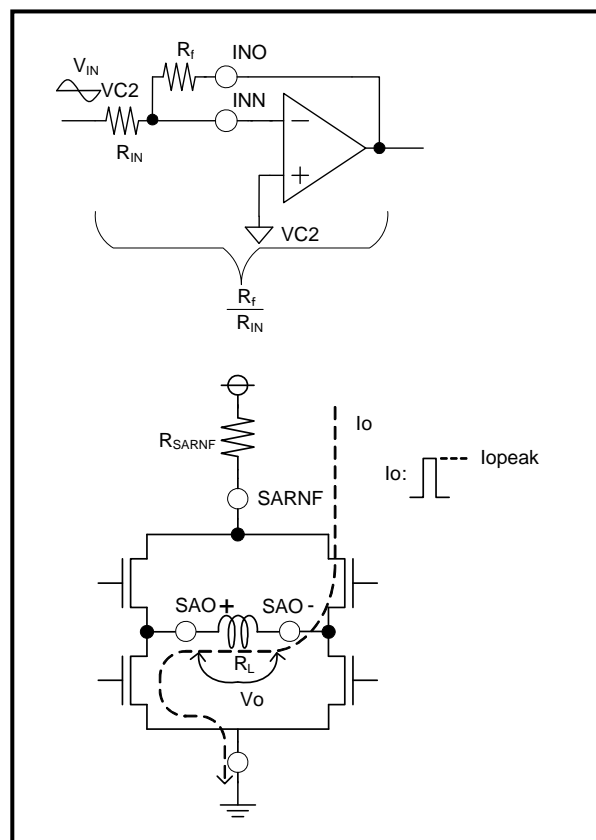 Rf INO
VIN VC2
INN
RIN
−
+
VC2
Rf
RIN
Io
RSARNF
Iopeak
Io:
SARNF
SAO+ SAO-
RL
Vo